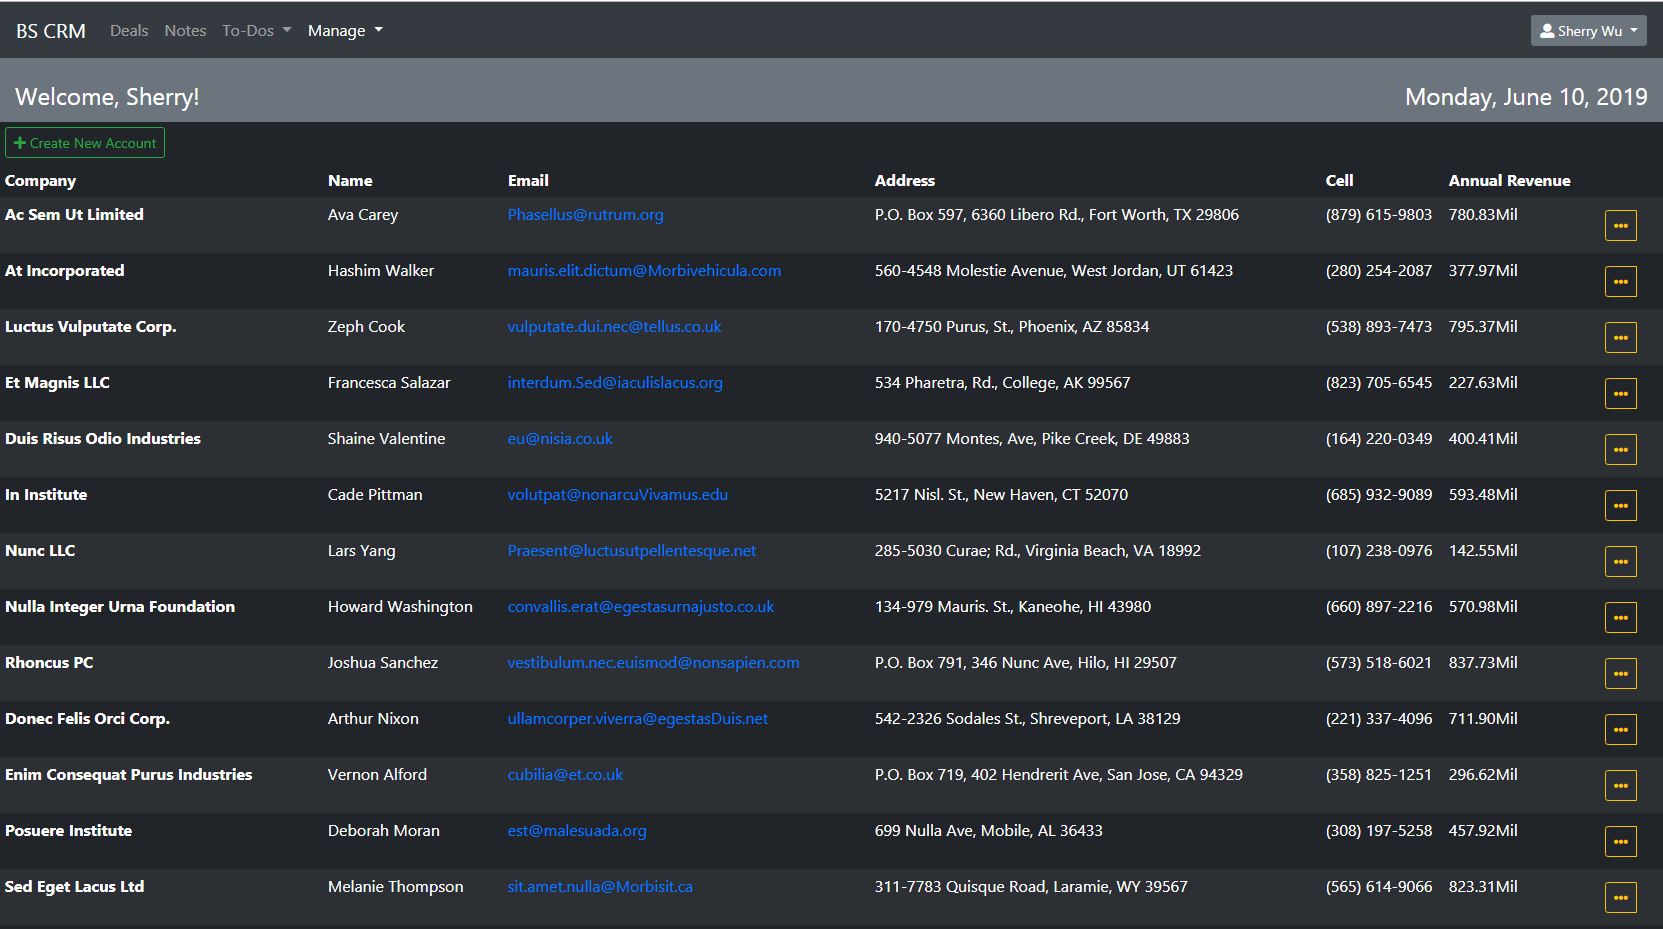 BS CRM Deals Notes To-Dos Manage Sherry Wu
Welcome, Sherry! Monday, June 10, 2019
Create New Account
Company Name Email Address Cell Annual Revenue
Ac Sem Ut Limited Ava Carey Phasellus@rutrum.org P.O. Box 597, 6360 Libero Rd., Fort Worth, TX 29806 (879) 615-9803 780.83Mil
At Incorporated Hashim Walker mauris.elit.dictum@Morbivehicula.com 560-4548 Molestie Avenue, West Jordan, UT 61423 (280) 254-2087 377.97Mil
Luctus Vulputate Corp. Zeph Cook vulputate.dui.nec@tellus.co.uk 170-4750 Purus, St., Phoenix, AZ 85834 (538) 893-7473 795.37Mil
Et Magnis LLC Francesca Salazar interdum.Sed@iaculislacus.org 534 Pharetra, Rd., College, AK 99567 (823) 705-6545 227.63Mil
Duis Risus Odio Industries Shaine Valentine eu@nisia.co.uk 940-5077 Montes, Ave, Pike Creek, DE 49883 (164) 220-0349 400.41Mil
In Institute Cade Pittman volutpat@nonarcuVivamus.edu 5217 Nisl. St., New Haven, CT 52070 (685) 932-9089 593.48Mil
Nunc LLC Lars Yang Praesent@luctusutpellentesque.net 285-5030 Curae; Rd., Virginia Beach, VA 18992 (107) 238-0976 142.55Mil
Nulla Integer Urna Foundation Howard Washington convallis.erat@egestasurnajusto.co.uk 134-979 Mauris. St., Kaneohe, HI 43980 (660) 897-2216 570.98Mil
Rhoncus PC Joshua Sanchez vestibulum.nec.euismod@nonsapien.com P.O. Box 791, 346 Nunc Ave, Hilo, HI 29507 (573) 518-6021 837.73Mil
Donec Felis Orci Corp. Arthur Nixon ullamcorper.viverra@egestasDuis.net 542-2326 Sodales St., Shreveport, LA 38129 (221) 337-4096 711.90Mil
Enim Consequat Purus Industries Vernon Alford cubilia@et.co.uk P.O. Box 719, 402 Hendrerit Ave, San Jose, CA 94329 (358) 825-1251 296.62Mil
Posuere Institute Deborah Moran est@malesuada.org 699 Nulla Ave, Mobile, AL 36433 (308) 197-5258 457.92Mil
Sed Eget Lacus Ltd Melanie Thompson sit.amet.nulla@Morbisit.ca 311-7783 Quisque Road, Laramie, WY 39567 (565) 614-9066 823.31Mil